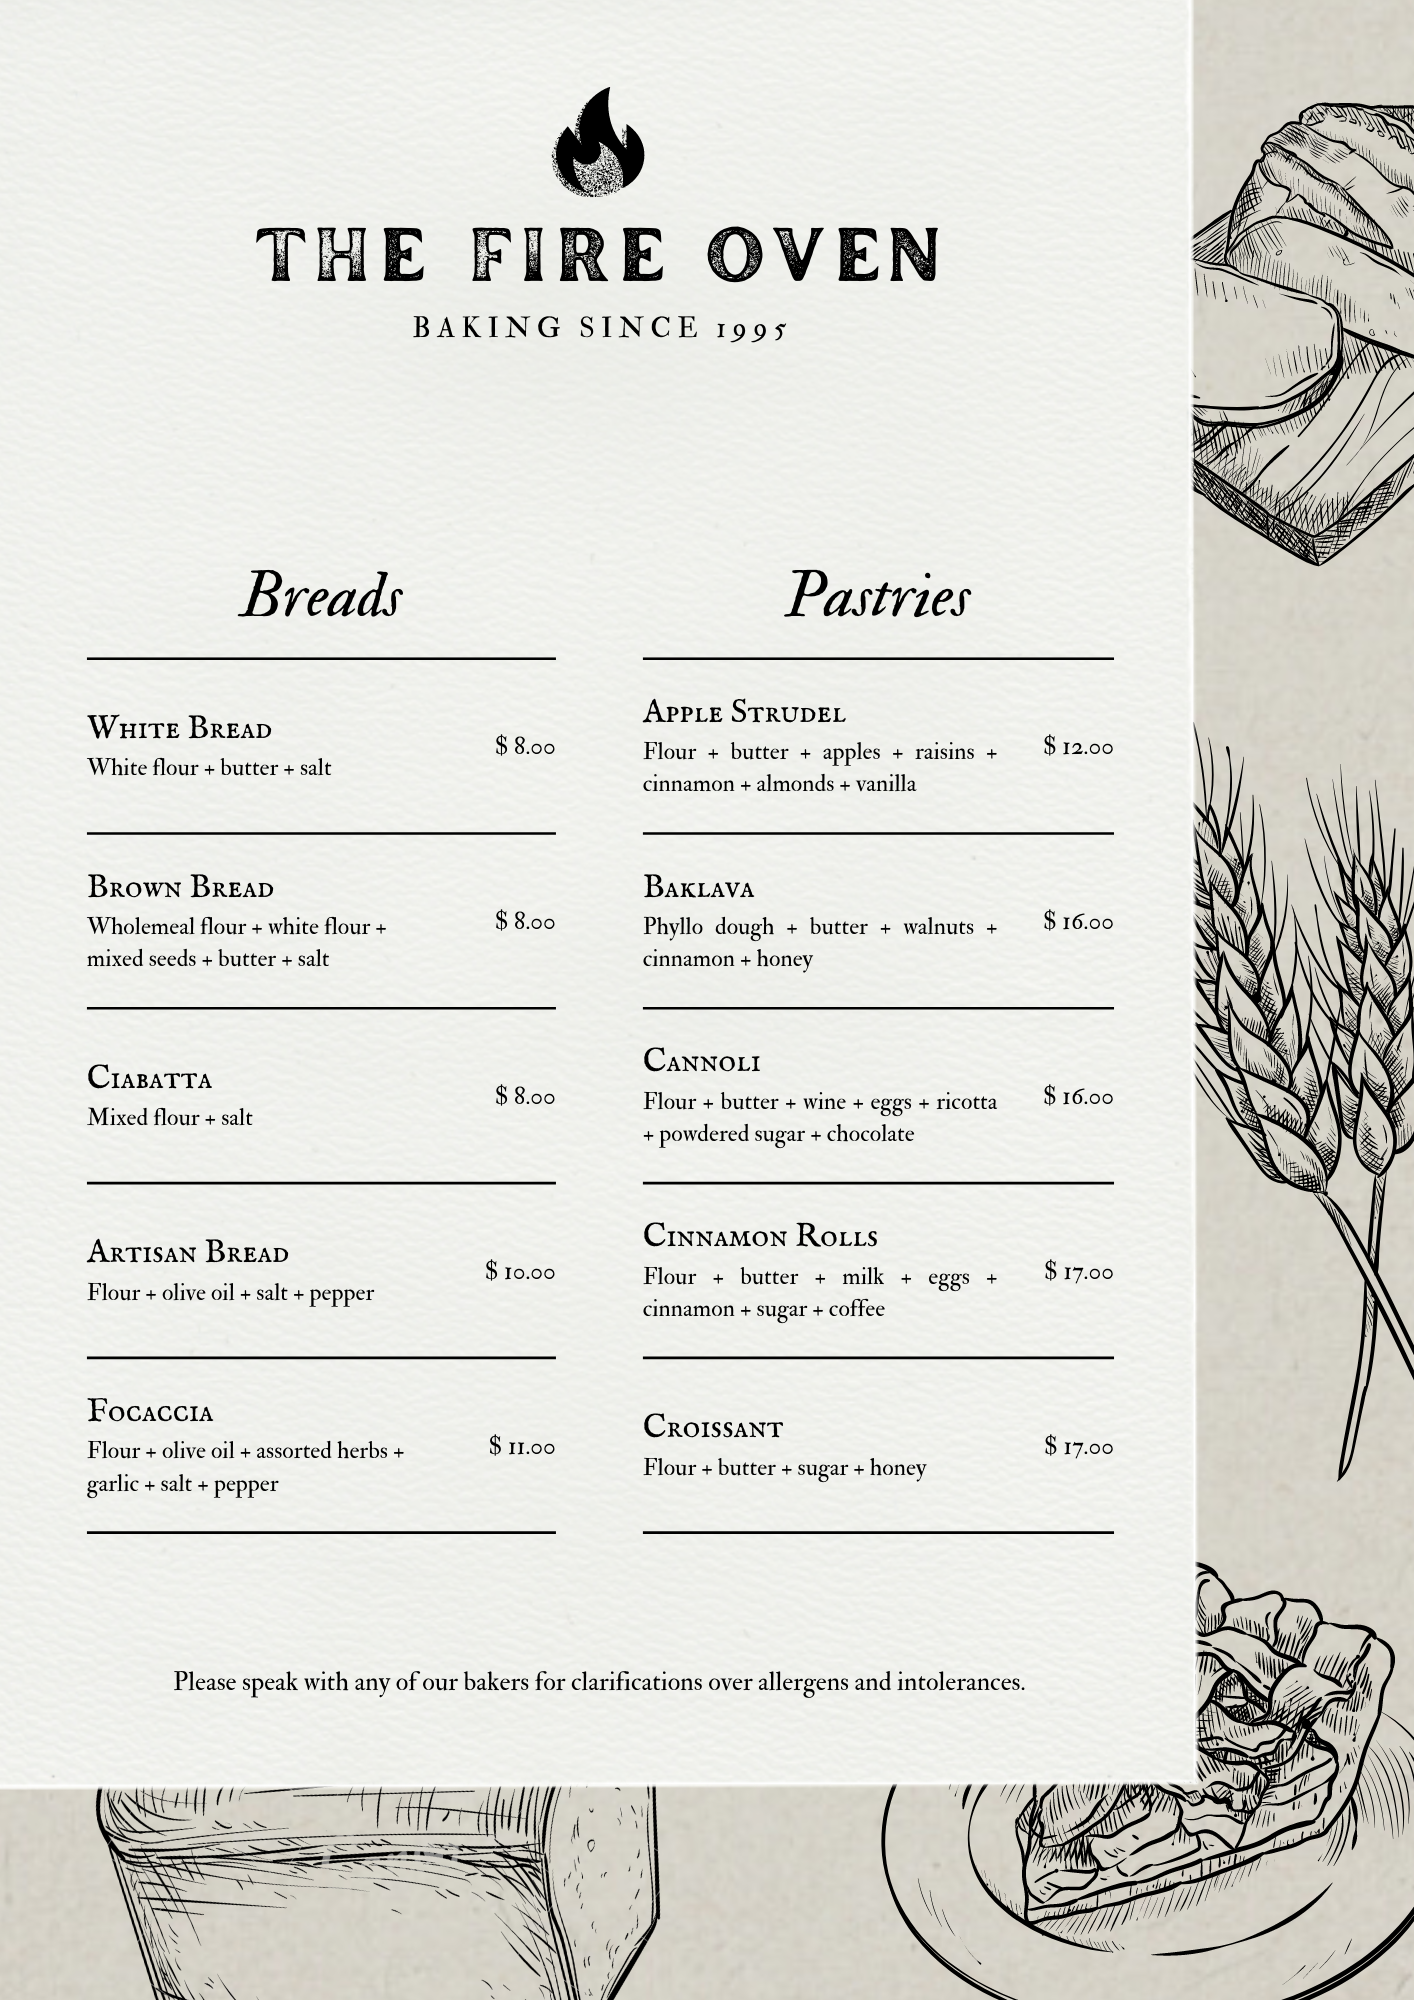 THE FIRE OVEN
BAKING SINCE 1995
Breads
White Bread
White flour + butter + salt
$ 8.00
Brown Bread
Wholemeal flour + white flour +
mixed seeds + butter + salt
$ 8.00
Ciabatta
Mixed flour + salt
$ 8.00
Artisan Bread
Flour + olive oil + salt + pepper
$ 10.00
Focaccia
Flour + olive oil + assorted herbs +
garlic + salt + pepper
$ 11.00
Pastries
Apple Strudel
Flour + butter + apples + raisins +
cinnamon + almonds + vanilla
$ 12.00
Baklava
Phyllo dough + butter + walnuts +
cinnamon + honey
$ 16.00
Cannoli
Flour + butter + wine + eggs + ricotta
+ powdered sugar + chocolate
$ 16.00
Cinnamon Rolls
Flour + butter + milk + eggs +
cinnamon + sugar + coffee
$ 17.00
Croissant
Flour + butter + sugar + honey
$ 17.00
Please speak with any of our bakers for clarifications over allergens and intolerances.